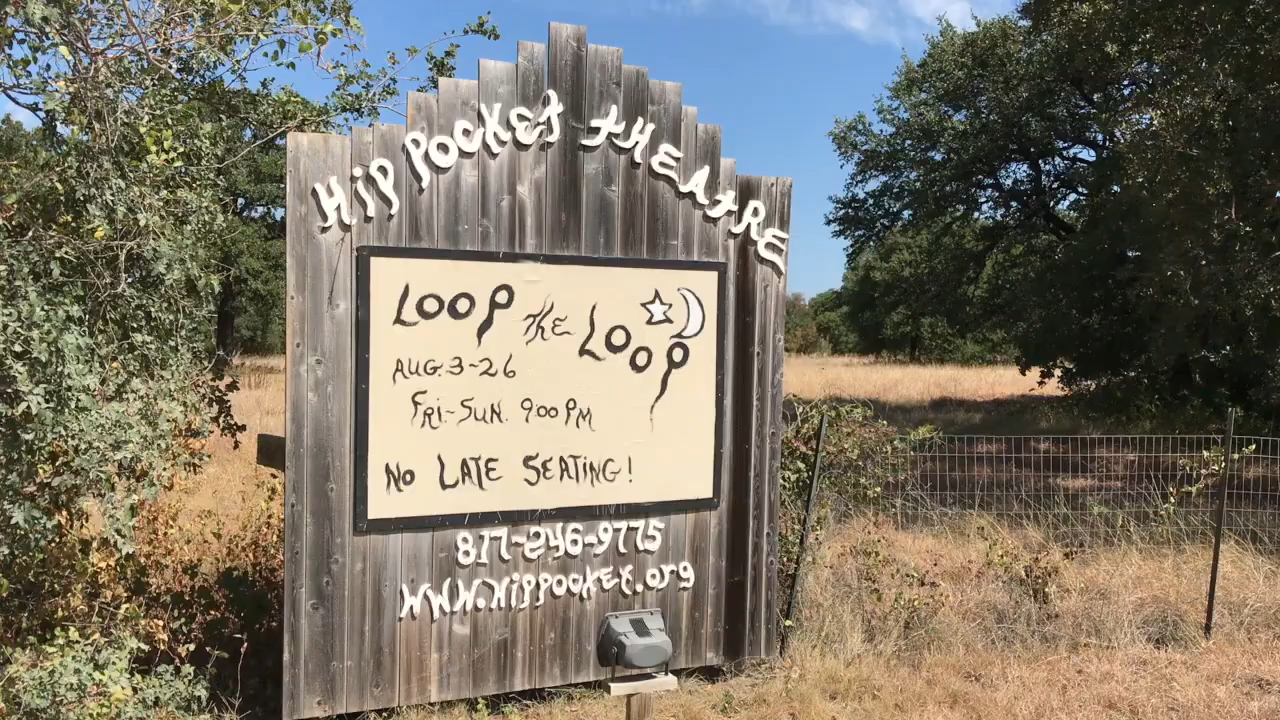 HIP POCKET THEATRE
LOOP the LOOP
AUG. 3-26
FRI-SUN. 9:00 PM
NO LATE SEATING!
817-246-9775
WWW.HIPPOCKET.ORG